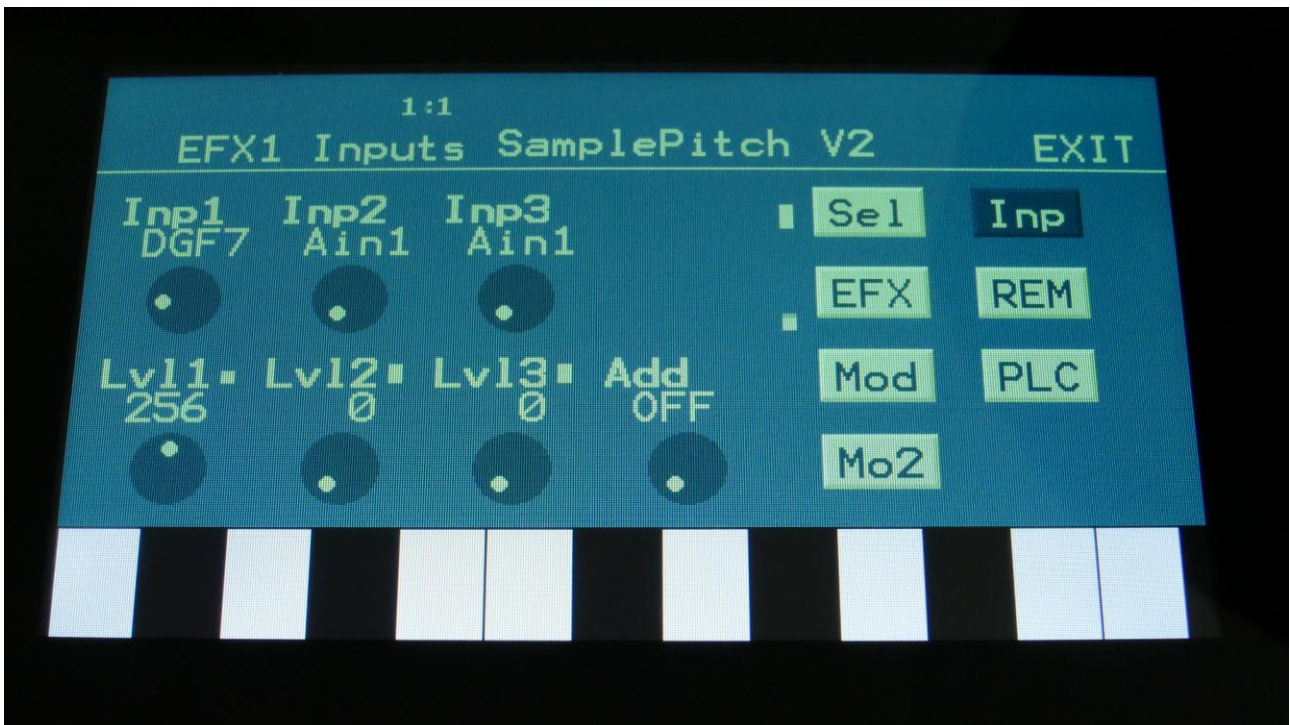 1:1
EFX1 Inputs SamplePitch V2 EXIT
Inp1 Inp2 Inp3 Sel Inp
DGF7 Ain1 Ain1
EFX REM
Lvl1 Lvl2 Lvl3 Add Mod PLC
256 0 0 OFF
Mo2